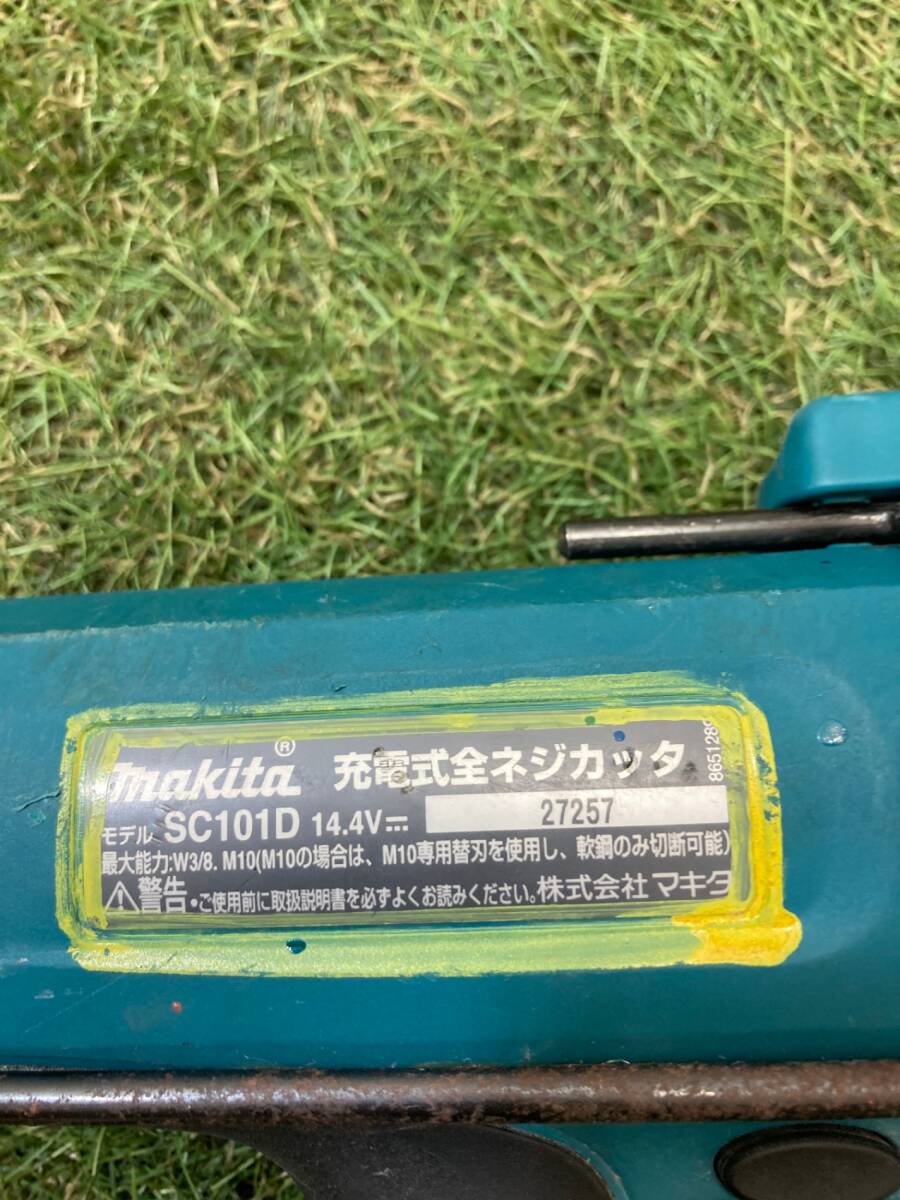 makita® 充電式全ネジカッタ
モデル SC101D 14.4V⎓ 27257
最大能力:W3/8. M10(M10の場合は、M10専用替刃を使用し、軟鋼のみ切断可能)
⚠警告・ご使用前に取扱説明書を必ずよくお読みください。株式会社 マキタ